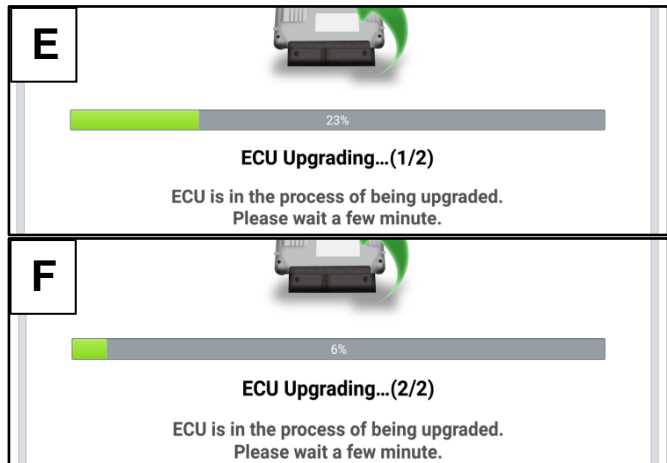 E
23%
ECU Upgrading...(1/2)
ECU is in the process of being upgraded.
Please wait a few minute.
F
6%
ECU Upgrading...(2/2)
ECU is in the process of being upgraded.
Please wait a few minute.